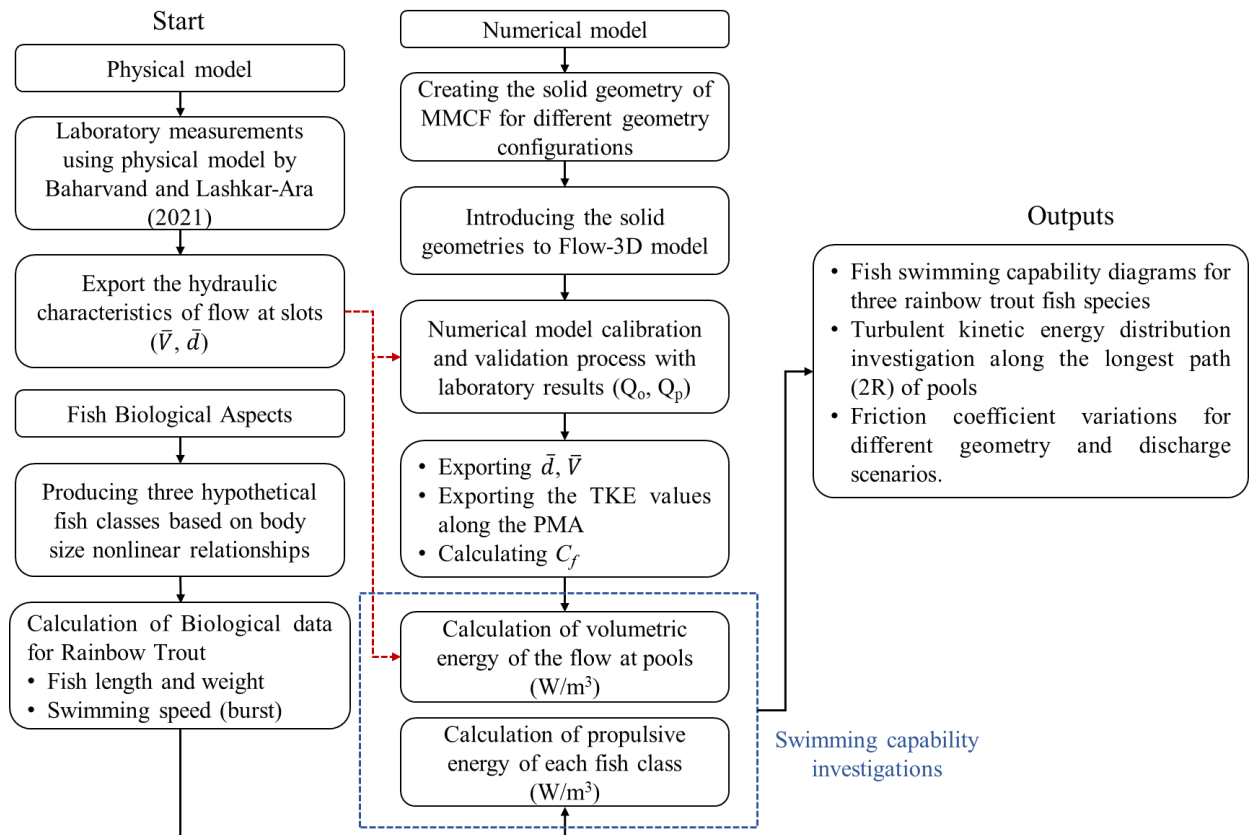 Start
Physical model
Laboratory measurements
using physical model by
Baharvand and Lashkar-Ara
(2021)
Export the hydraulic
characteristics of flow at slots
(V̄, d̄)
Fish Biological Aspects
Producing three hypothetical
fish classes based on body
size nonlinear relationships
Calculation of Biological data
for Rainbow Trout
• Fish length and weight
• Swimming speed (burst)
Numerical model
Creating the solid geometry of
MMCF for different geometry
configurations
Introducing the solid
geometries to Flow-3D model
Numerical model calibration
and validation process with
laboratory results (Qₒ, Qₚ)
• Exporting d̄, V̄
• Exporting the TKE values
along the PMA
• Calculating C_f
Calculation of volumetric
energy of the flow at pools
(W/m³)
Calculation of propulsive
energy of each fish class
(W/m³)
Swimming capability
investigations
Outputs
• Fish swimming capability diagrams for
three rainbow trout fish species
• Turbulent kinetic energy distribution
investigation along the longest path
(2R) of pools
• Friction coefficient variations for
different geometry and discharge
scenarios.